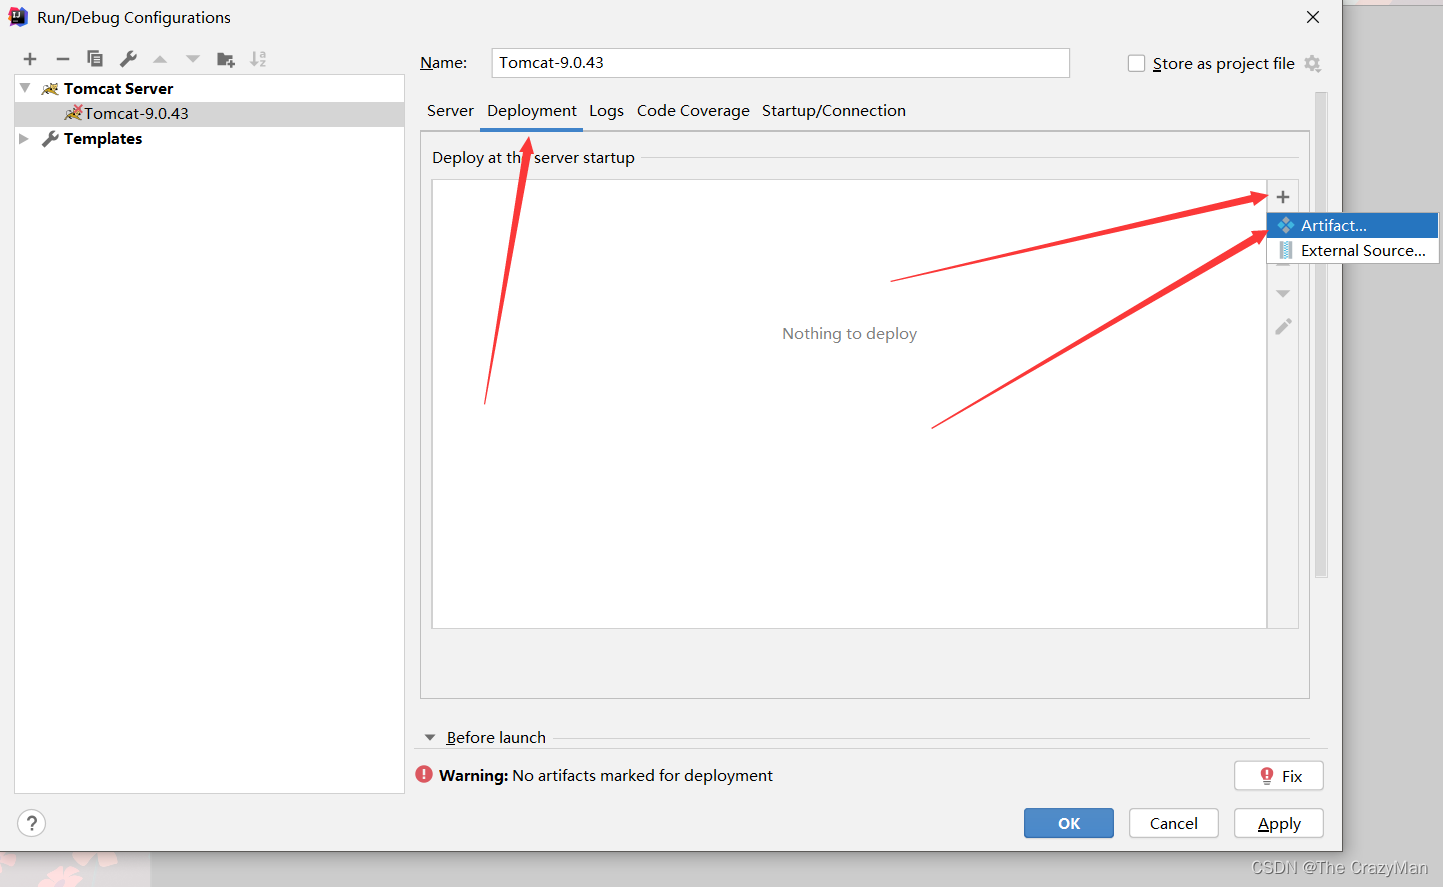 Run/Debug Configurations
Name:
Tomcat-9.0.43
Store as project file
Tomcat Server
Tomcat-9.0.43
Templates
Server
Deployment
Logs
Code Coverage
Startup/Connection
Deploy at the server startup
Artifact...
External Source...
Nothing to deploy
Before launch
Warning: No artifacts marked for deployment
Fix
?
OK
Cancel
Apply
CSDN @The CrazyMan